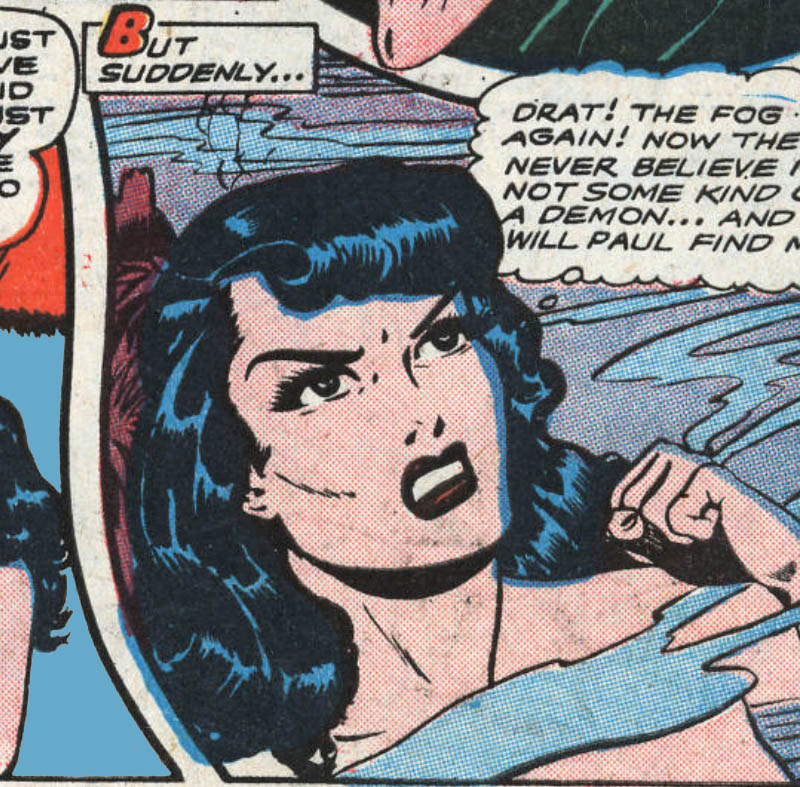 UST
VE
ND
UST
Y
E
O
BUT
SUDDENLY...
DRAT! THE FOG
AGAIN! NOW THE
NEVER BELIEVE
NOT SOME KIND
A DEMON... AND
WILL PAUL FIND